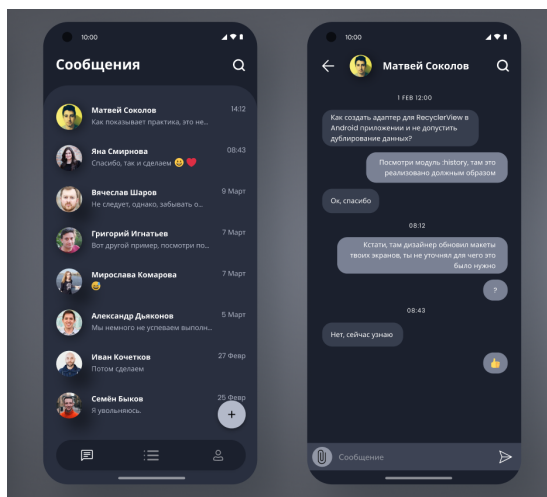 10:00
Сообщения
Матвей Соколов
14:12
Как показывает практика, это не...
Яна Смирнова
08:43
Спасибо, так и сделаем 😀 ❤️
Вячеслав Шаров
9 Март
Не следует, однако, забывать о...
Григорий Игнатьев
7 Март
Вот другой пример, посмотри по...
Мирослава Комарова
7 Март
😅
Александр Дьяконов
5 Март
Мы немного не успеваем выполн...
Иван Кочетков
27 Февр
Потом сделаем
Семён Быков
25 Февр
Я увольняюсь.
+
10:00
Матвей Соколов
1 FEB 12:00
Как создать адаптер для RecyclerView в
Android приложении и не допустить
дублирование данных?
Посмотри модуль :history, там это
реализовано должным образом
Ок, спасибо
08:12
Кстати, там дизайнер обновил макеты
твоих экранов, ты не уточнял для чего это
было нужно
?
08:43
Нет, сейчас узнаю
👍
Сообщение